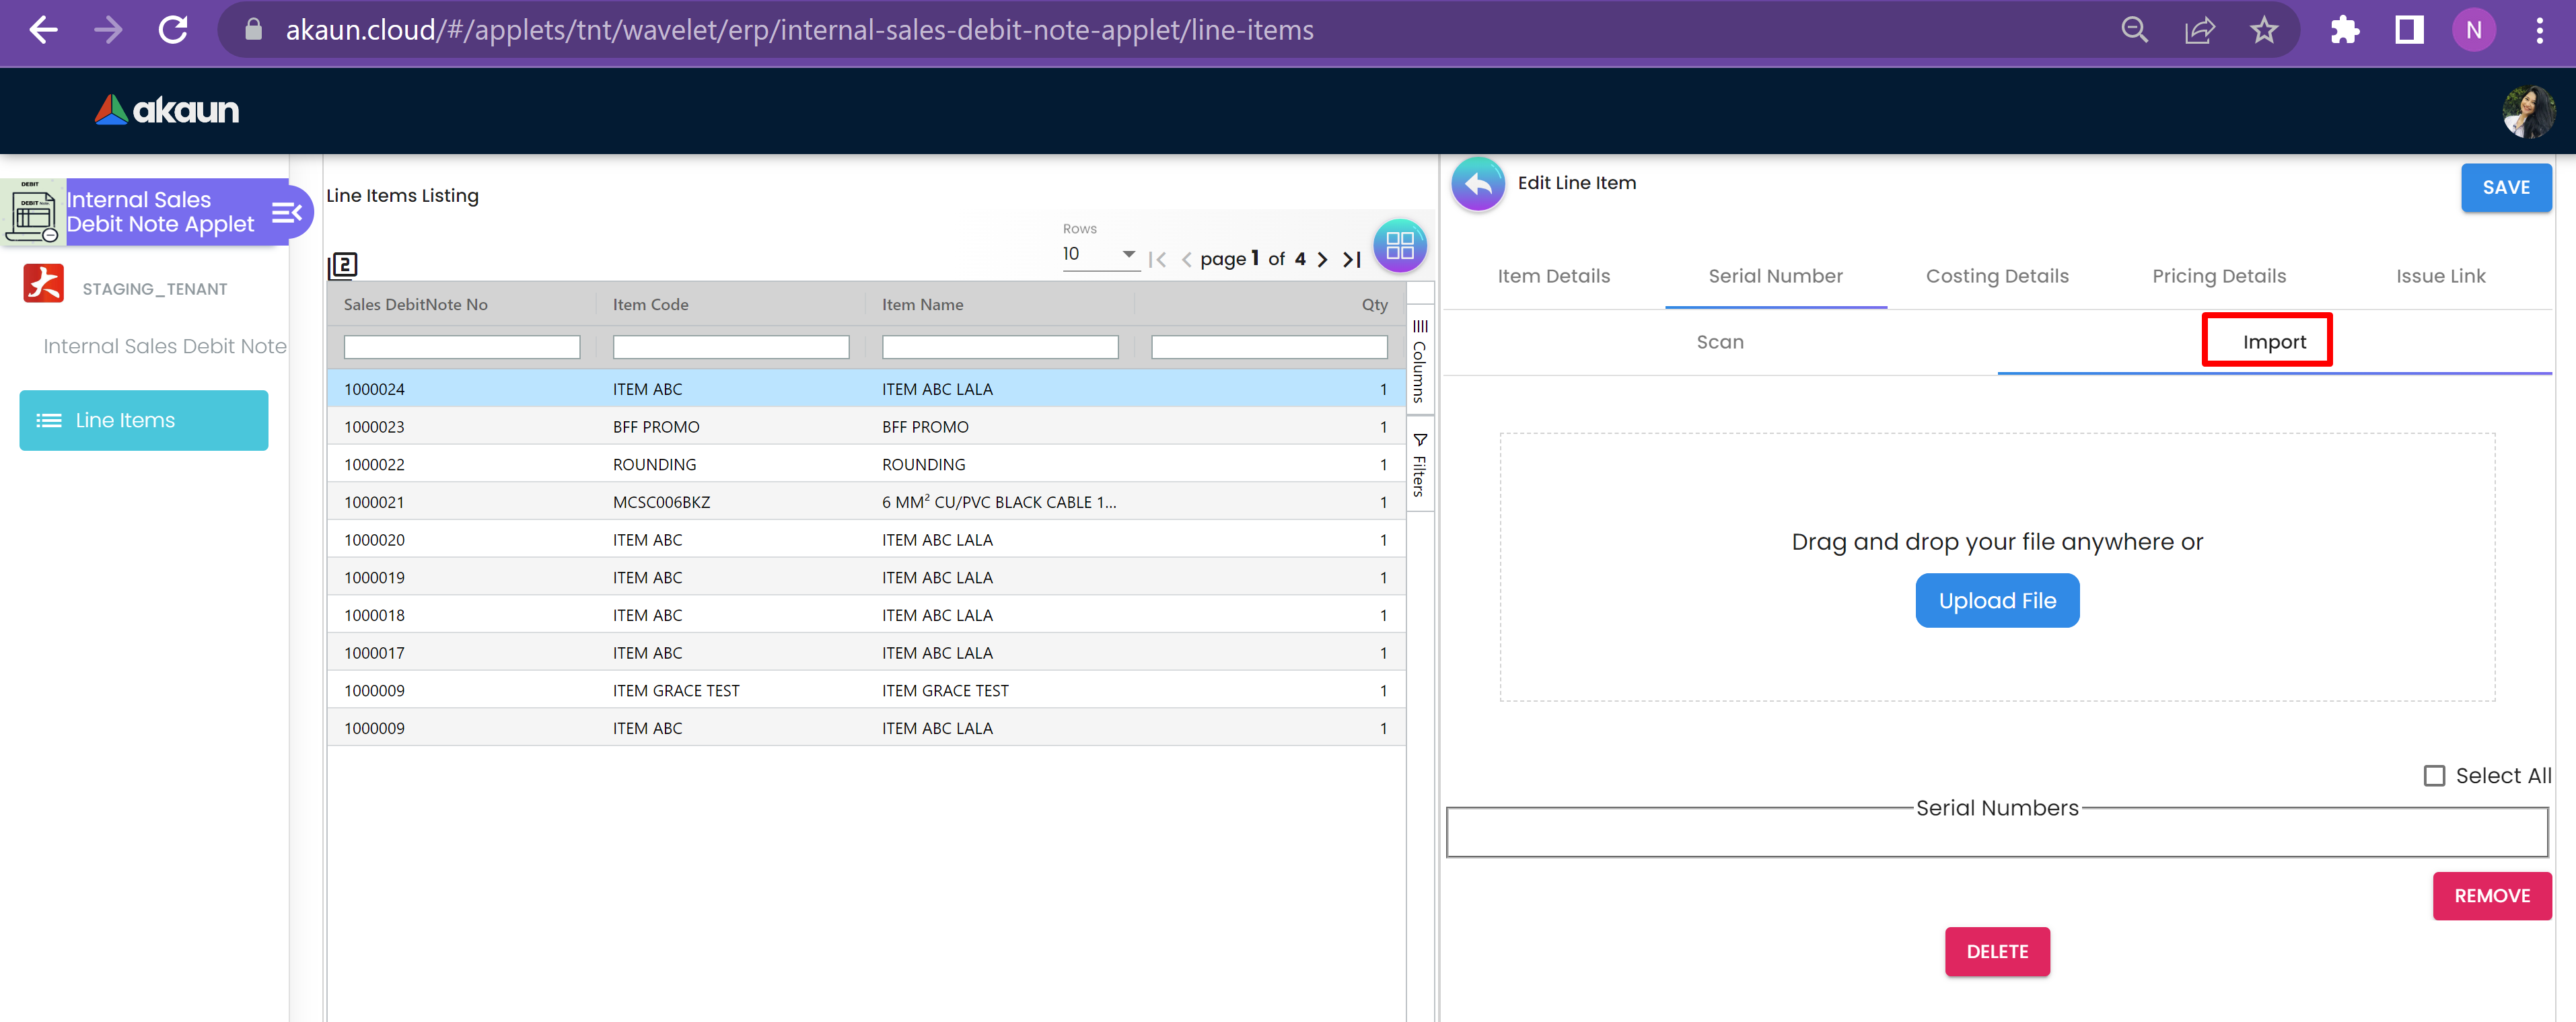 akaun.cloud/#/applets/tnt/wavelet/erp/internal-sales-debit-note-applet/line-items
N
akaun
DEBIT
Internal Sales
Debit Note Applet
STAGING_TENANT
Internal Sales Debit Note
Line Items
Line Items Listing
Rows
10
page 1 of 4
2
Sales DebitNote No Item Code Item Name Qty
1000024 ITEM ABC ITEM ABC LALA 1
1000023 BFF PROMO BFF PROMO 1
1000022 ROUNDING ROUNDING 1
1000021 MCSC006BKZ 6 MM² CU/PVC BLACK CABLE 1... 1
1000020 ITEM ABC ITEM ABC LALA 1
1000019 ITEM ABC ITEM ABC LALA 1
1000018 ITEM ABC ITEM ABC LALA 1
1000017 ITEM ABC ITEM ABC LALA 1
1000009 ITEM GRACE TEST ITEM GRACE TEST 1
1000009 ITEM ABC ITEM ABC LALA 1
Columns
Filters
Edit Line Item
SAVE
Item Details Serial Number Costing Details Pricing Details Issue Link
Scan Import
Drag and drop your file anywhere or
Upload File
Select All
Serial Numbers
REMOVE
DELETE